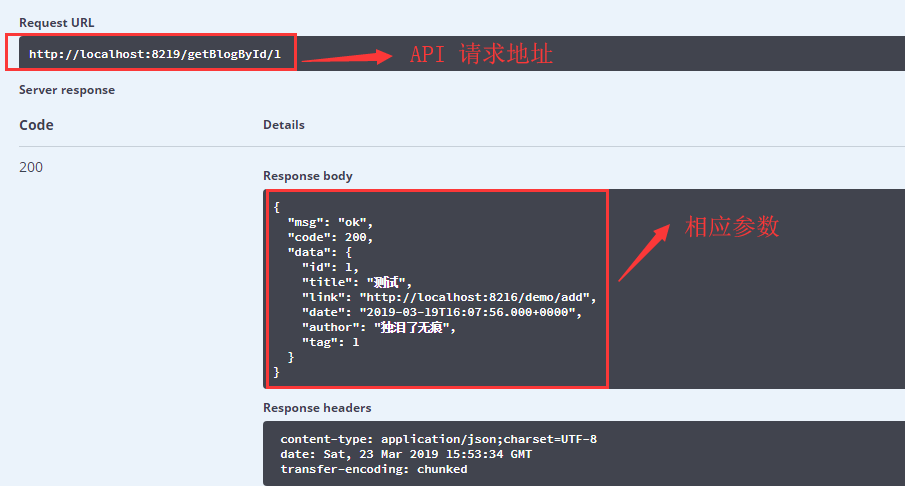 Request URL
http://localhost:8219/getBlogById/1
API 请求地址
Server response
Code
Details
200
Response body
{
"msg": "ok",
"code": 200,
"data": {
"id": 1,
"title": "测试",
"link": "http://localhost:8216/demo/add",
"date": "2019-03-19T16:07:56.000+0000",
"author": "独泪了无痕",
"tag": 1
}
}
相应参数
Response headers
content-type: application/json;charset=UTF-8
date: Sat, 23 Mar 2019 15:53:34 GMT
transfer-encoding: chunked